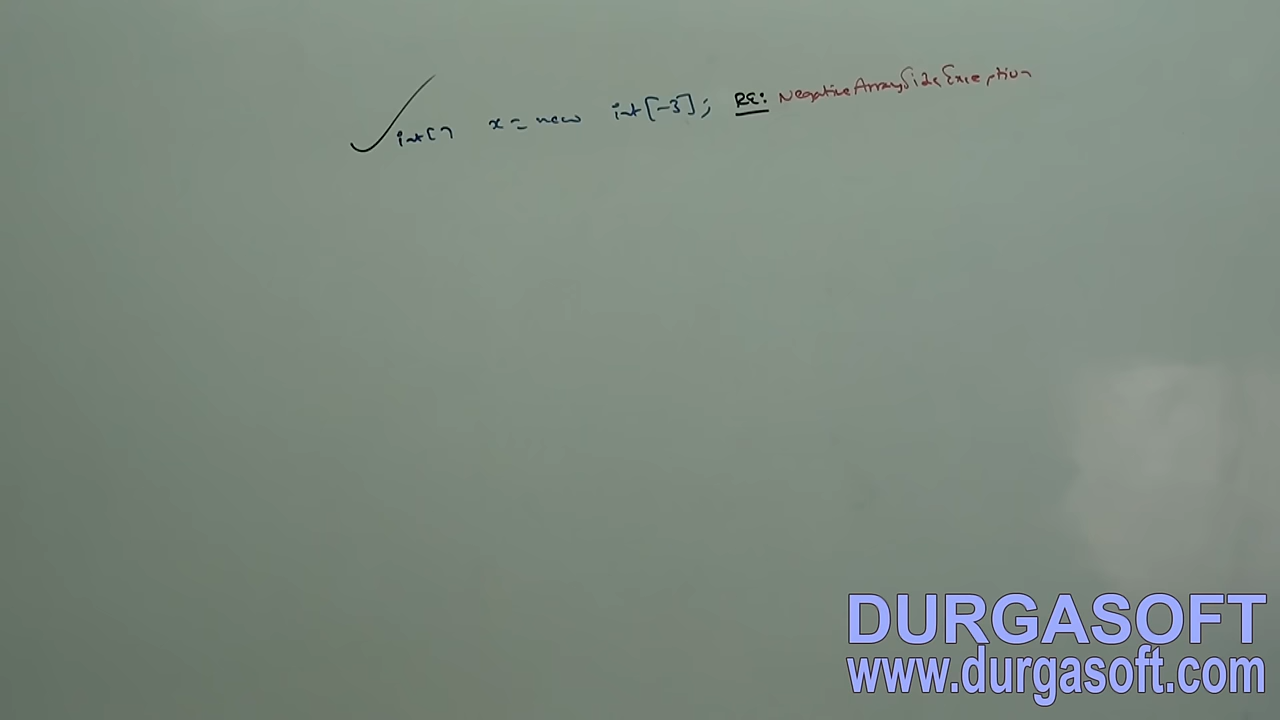 int[] x = new int[-3]; RE: NegativeArraySizeException
DURGASOFT
www.durgasoft.com